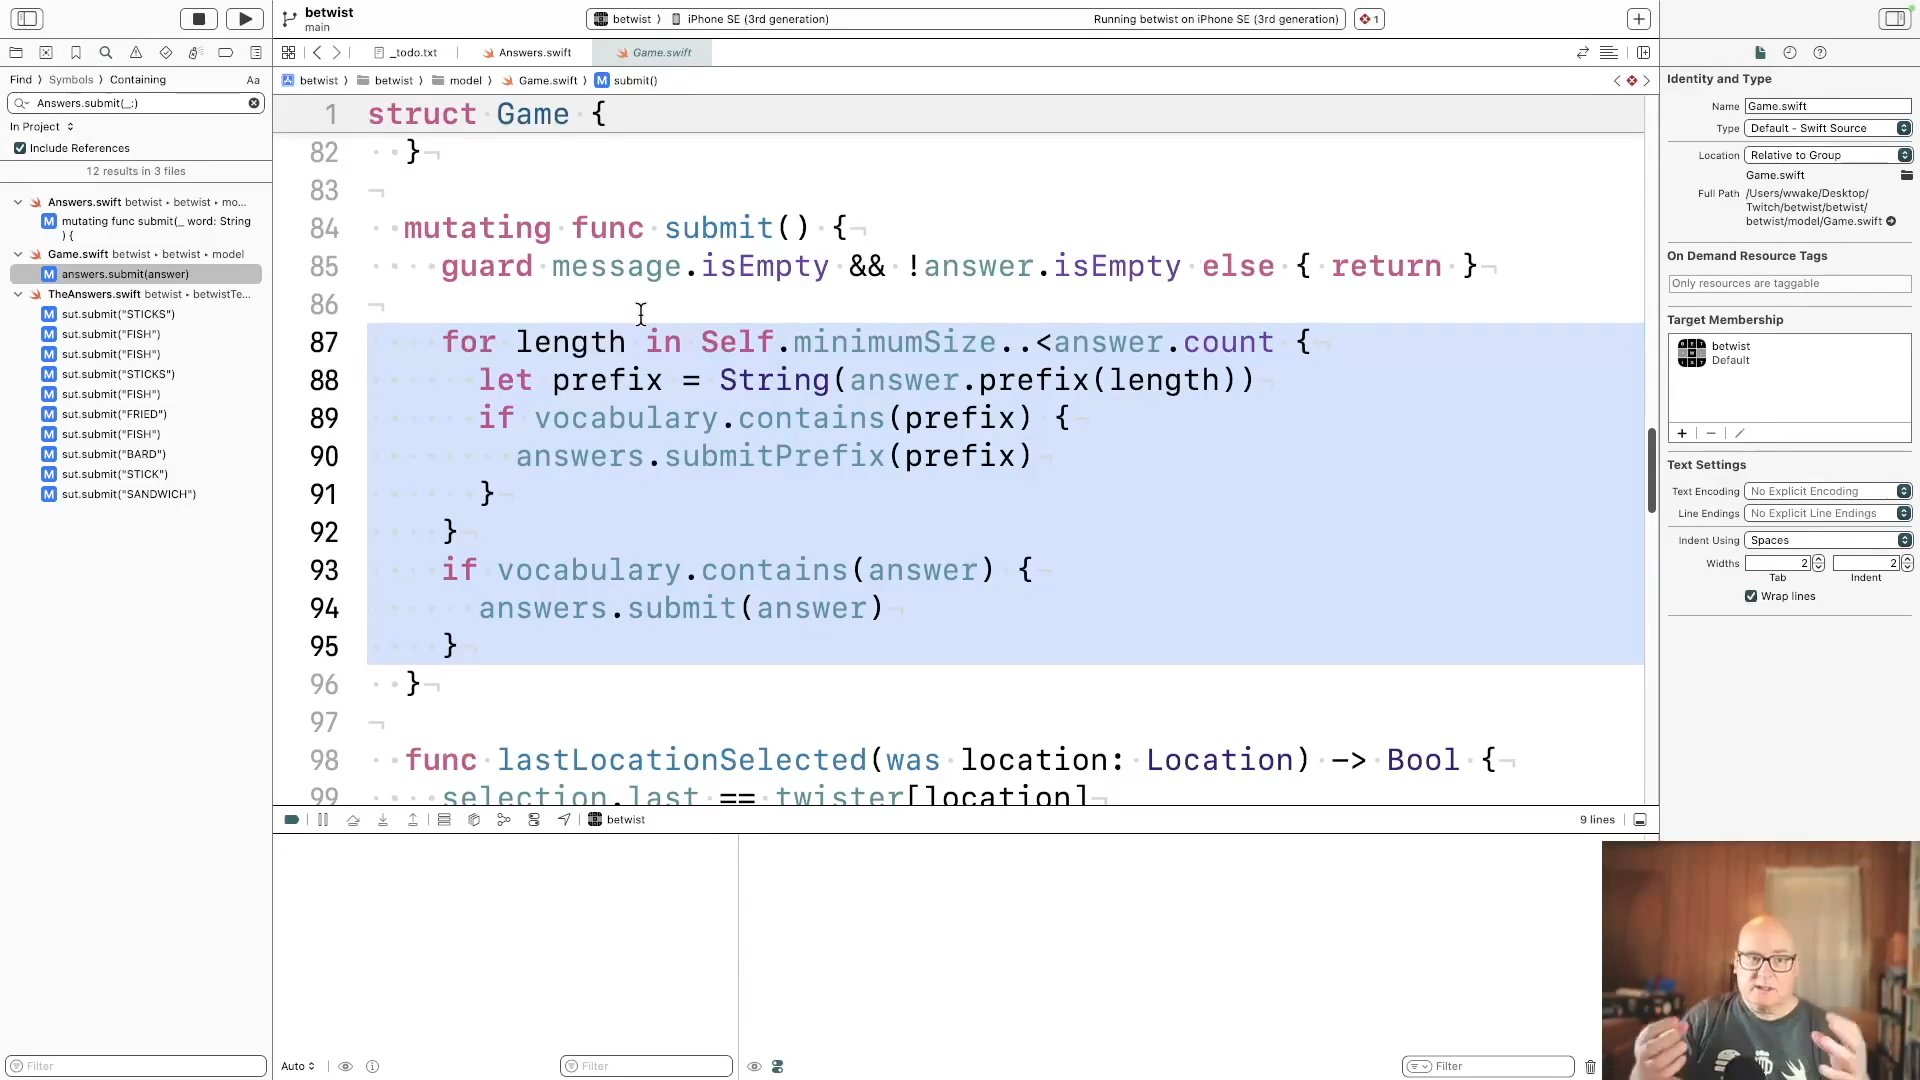 betwist
main
betwist
iPhone SE (3rd generation)
Running betwist on iPhone SE (3rd generation)
1
_todo.txt
Answers.swift
Game.swift
Find
Symbols
Containing
Aa
betwist
betwist
model
Game.swift
M
submit()
Answers.submit(_:)
In Project
Include References
12 results in 3 files
Answers.swift betwist • betwist • mo...
M mutating func submit(_ word: String
) {
Game.swift betwist • betwist • model
M answers.submit(answer)
TheAnswers.swift betwist • betwistTe...
M sut.submit("STICKS")
M sut.submit("FISH")
M sut.submit("FISH")
M sut.submit("STICKS")
M sut.submit("FISH")
M sut.submit("FRIED")
M sut.submit("FISH")
M sut.submit("BARD")
M sut.submit("STICK")
M sut.submit("SANDWICH")
Filter
1 struct Game {
82 }
83
84 mutating func submit() {
85 guard message.isEmpty && !answer.isEmpty else { return }
86
87 for length in Self.minimumSize..<answer.count {
88 let prefix = String(answer.prefix(length))
89 if vocabulary.contains(prefix) {
90 answers.submitPrefix(prefix)
91 }
92 }
93 if vocabulary.contains(answer) {
94 answers.submit(answer)
95 }
96 }
97
98 func lastLocationSelected(was location: Location) -> Bool {
99 selection.last == twister[location]
betwist
9 lines
Auto
Filter
Filter
Identity and Type
Name Game.swift
Type Default - Swift Source
Location Relative to Group
Game.swift
Full Path /Users/wwake/Desktop/
Twitch/betwist/betwist/
betwist/model/Game.swift
On Demand Resource Tags
Only resources are taggable
Target Membership
betwist
Default
Text Settings
Text Encoding No Explicit Encoding
Line Endings No Explicit Line Endings
Indent Using Spaces
Widths 2 2
Tab Indent
Wrap lines